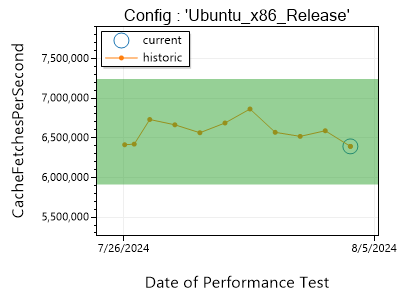 Config : 'Ubuntu_x86_Release'
current
historic
CacheFetchesPerSecond
7,500,000
7,000,000
6,500,000
6,000,000
5,500,000
7/26/2024
8/5/2024
Date of Performance Test